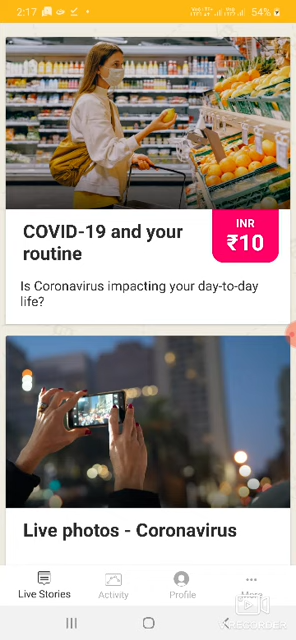 2:17
54%
COVID-19 and your
routine
INR
₹10
Is Coronavirus impacting your day-to-day
life?
Live photos - Coronavirus
Live Stories
Activity
Profile
More
RECORDER